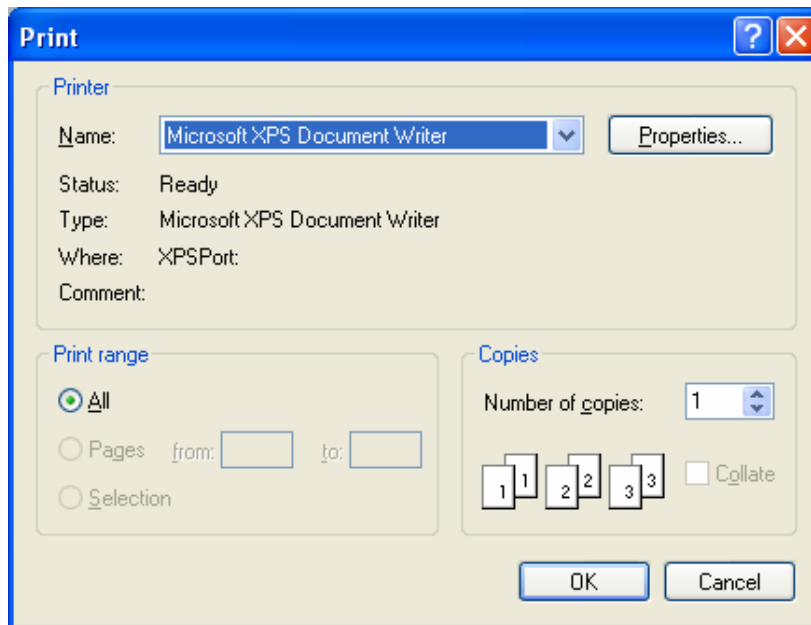 Print
Printer
Name: Microsoft XPS Document Writer Properties...
Status: Ready
Type: Microsoft XPS Document Writer
Where: XPSPort:
Comment:
Print range
All
Pages from: to:
Selection
Copies
Number of copies: 1
1 1 2 2 3 3 Collate
OK Cancel